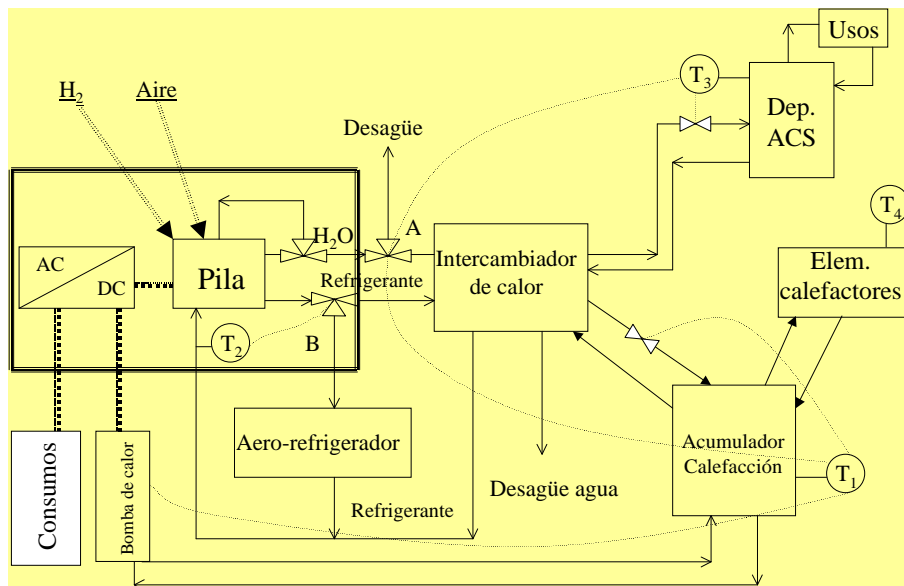 Usos
T3
Dep.
ACS
H2
Aire
Desagüe
T4
A
H2O
AC
DC
Pila
Refrigerante
Intercambiador
de calor
Elem.
calefactores
T2
B
Aero-refrigerador
Acumulador
Calefacción
T1
Consumos
Bomba de calor
Desagüe agua
Refrigerante